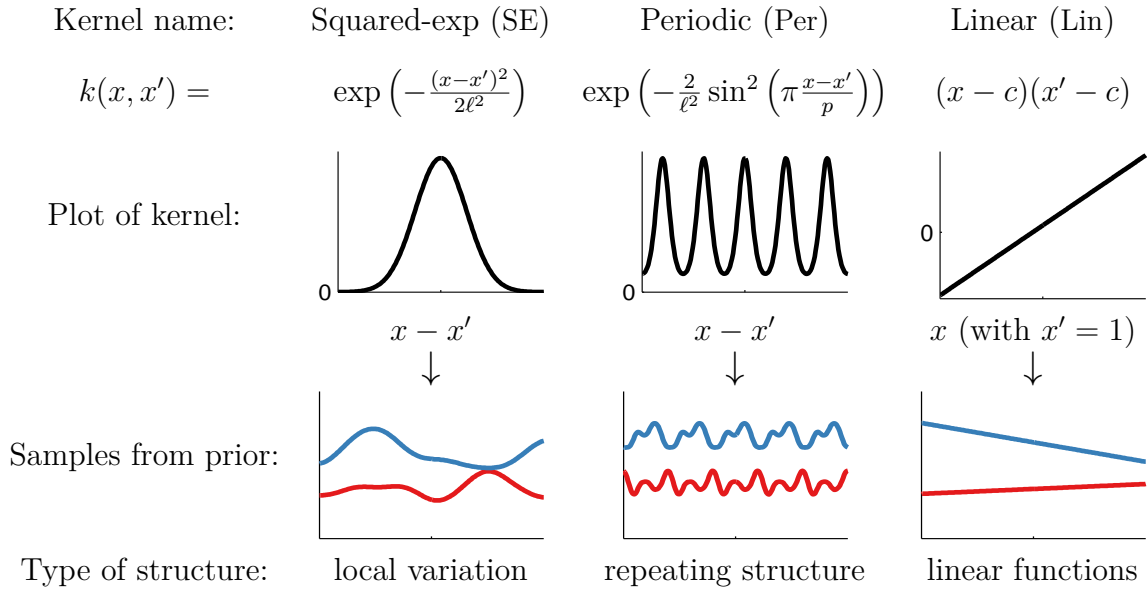 Kernel name: Squared-exp (SE) Periodic (Per) Linear (Lin)
k(x, x′) = exp(−(x−x′)²/2ℓ²) exp(−2/ℓ² sin²(π x−x′/p)) (x − c)(x′ − c)
Plot of kernel:
0 0 0
x − x′ x − x′ x (with x′ = 1)
↓ ↓ ↓
Samples from prior:
Type of structure: local variation repeating structure linear functions